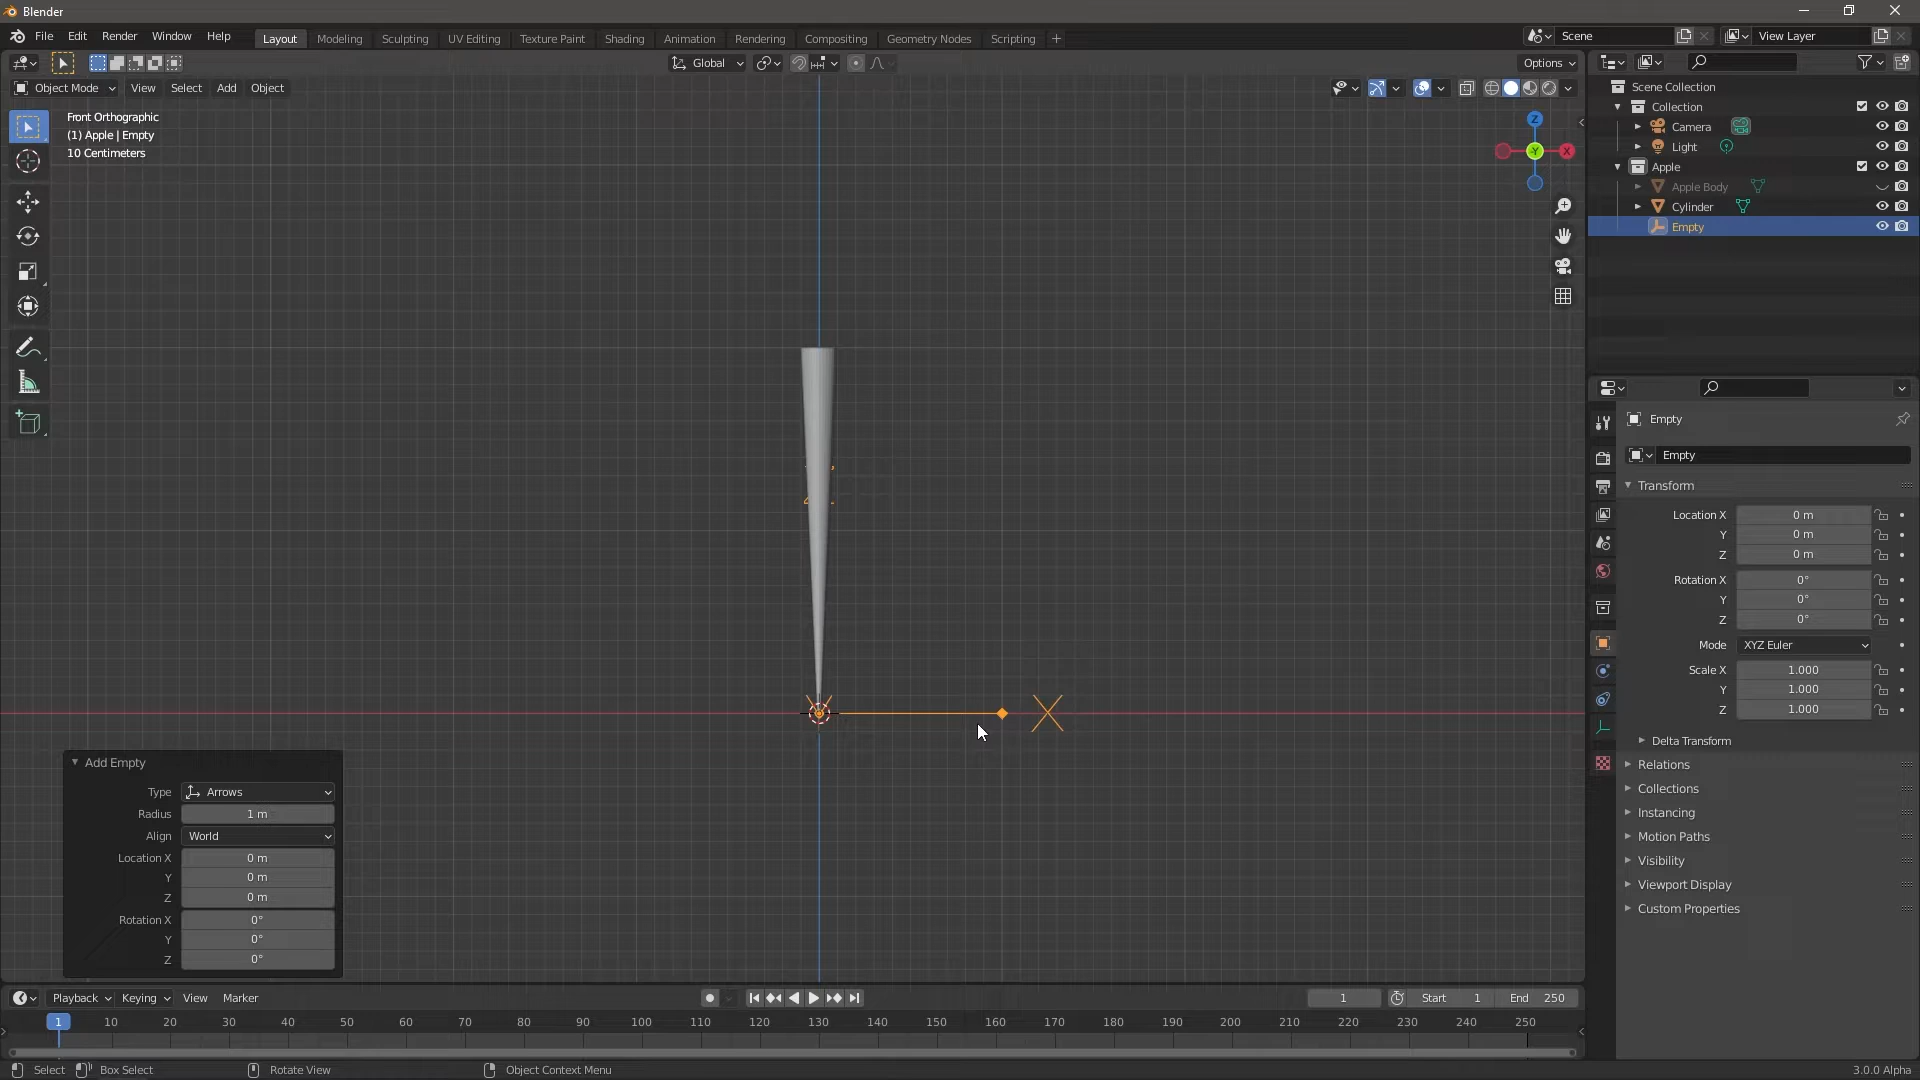 Blender
File Edit Render Window Help
Layout Modeling Sculpting UV Editing Texture Paint Shading Animation Rendering Compositing Geometry Nodes Scripting +
Scene
View Layer
Global
Options
Object Mode View Select Add Object
Front Orthographic
(1) Apple | Empty
10 Centimeters
Z
Y
X
Scene Collection
Collection
Camera
Light
Apple
Apple Body
Cylinder
Empty
Empty
Empty
Transform
Location X 0 m
Y 0 m
Z 0 m
Rotation X 0°
Y 0°
Z 0°
Mode XYZ Euler
Scale X 1.000
Y 1.000
Z 1.000
Delta Transform
Relations
Collections
Instancing
Motion Paths
Visibility
Viewport Display
Custom Properties
X
Add Empty
Type Arrows
Radius 1 m
Align World
Location X 0 m
Y 0 m
Z 0 m
Rotation X 0°
Y 0°
Z 0°
Playback Keying View Marker
1 Start 1 End 250
1 10 20 30 40 50 60 70 80 90 100 110 120 130 140 150 160 170 180 190 200 210 220 230 240 250
Select Box Select Rotate View Object Context Menu 3.0.0 Alpha